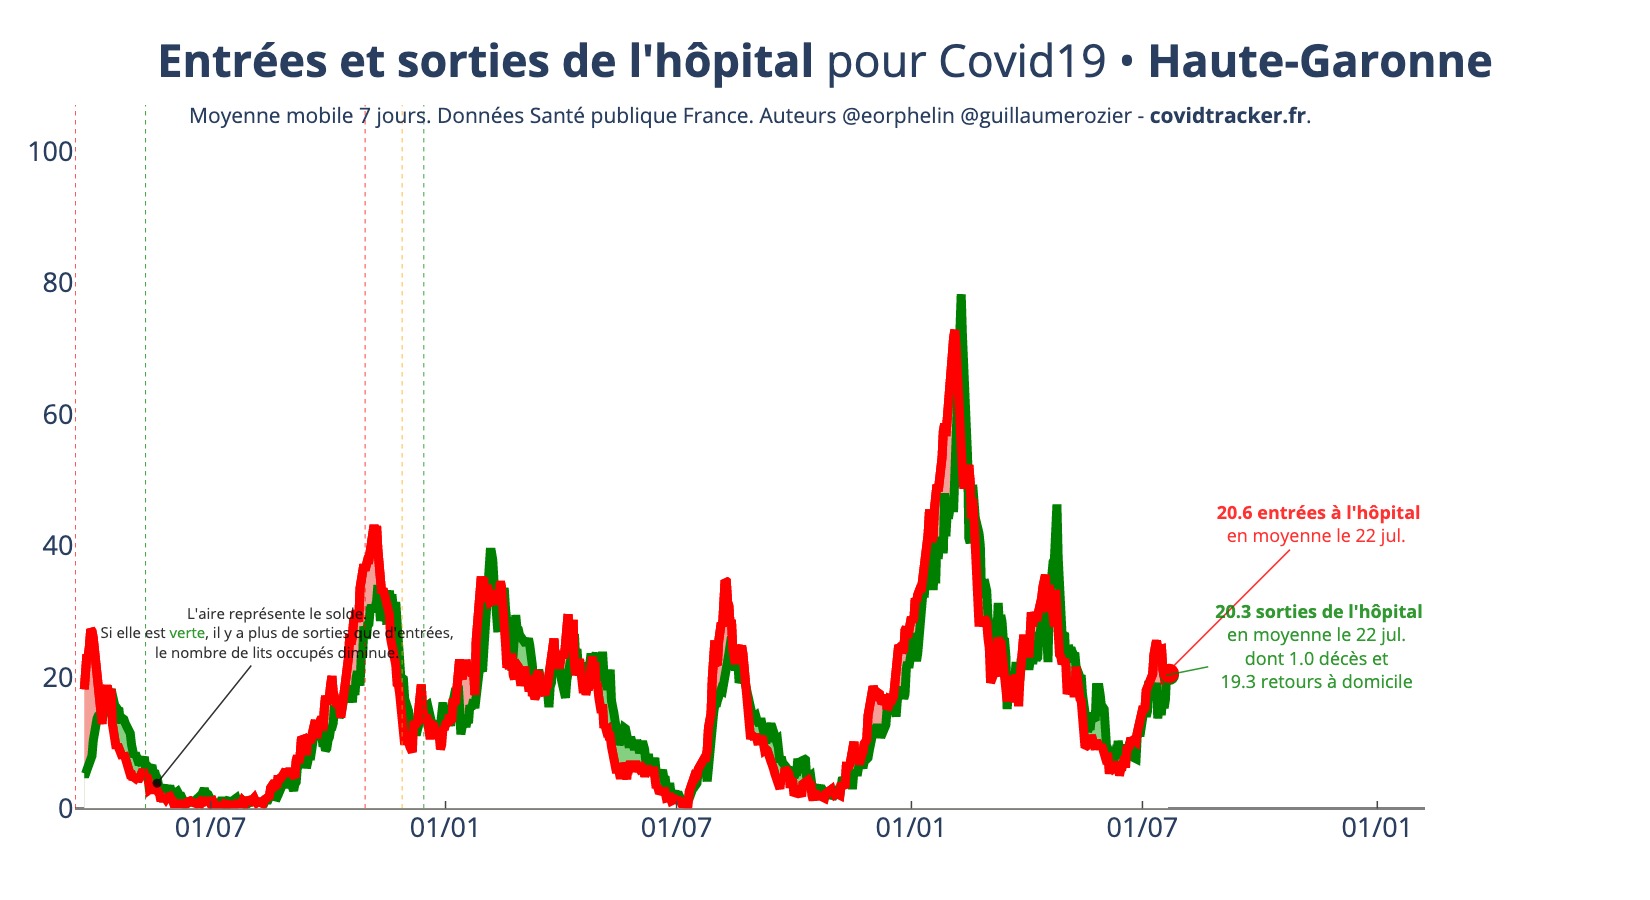 Entrées et sorties de l'hôpital pour Covid19 • Haute-Garonne
Moyenne mobile 7 jours. Données Santé publique France. Auteurs @eorphelin @guillaumerozier - covidtracker.fr.
100
80
60
40
20
0
L'aire représente le solde.
Si elle est verte, il y a plus de sorties que d'entrées,
le nombre de lits occupés diminue.
20.6 entrées à l'hôpital
en moyenne le 22 jul.
20.3 sorties de l'hôpital
en moyenne le 22 jul.
dont 1.0 décès et
19.3 retours à domicile
01/07 01/01 01/07 01/01 01/07 01/01